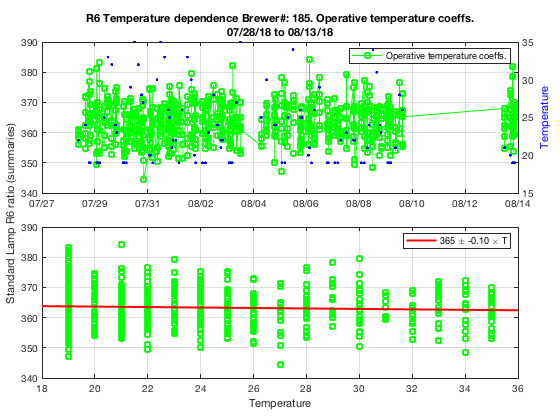 R6 Temperature dependence Brewer#: 185. Operative temperature coeffs.
07/28/18 to 08/13/18
390 380 370 360 350 340
35 30 25 20 15
Operative temperature coeffs.
Temperature
07/27 07/29 07/31 08/02 08/04 08/06 08/08 08/10 08/12 08/14
Standard Lamp R6 ratio (summaries)
390 380 370 360 350 340
365 ± -0.10 × T
18 20 22 24 26 28 30 32 34 36
Temperature